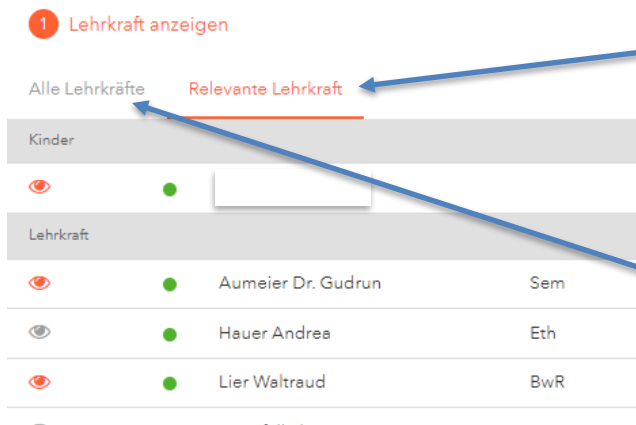 1 Lehrkraft anzeigen
Alle Lehrkräfte Relevante Lehrkraft
Kinder
Lehrkraft
Aumeier Dr. Gudrun Sem
Hauer Andrea Eth
Lier Waltraud BwR